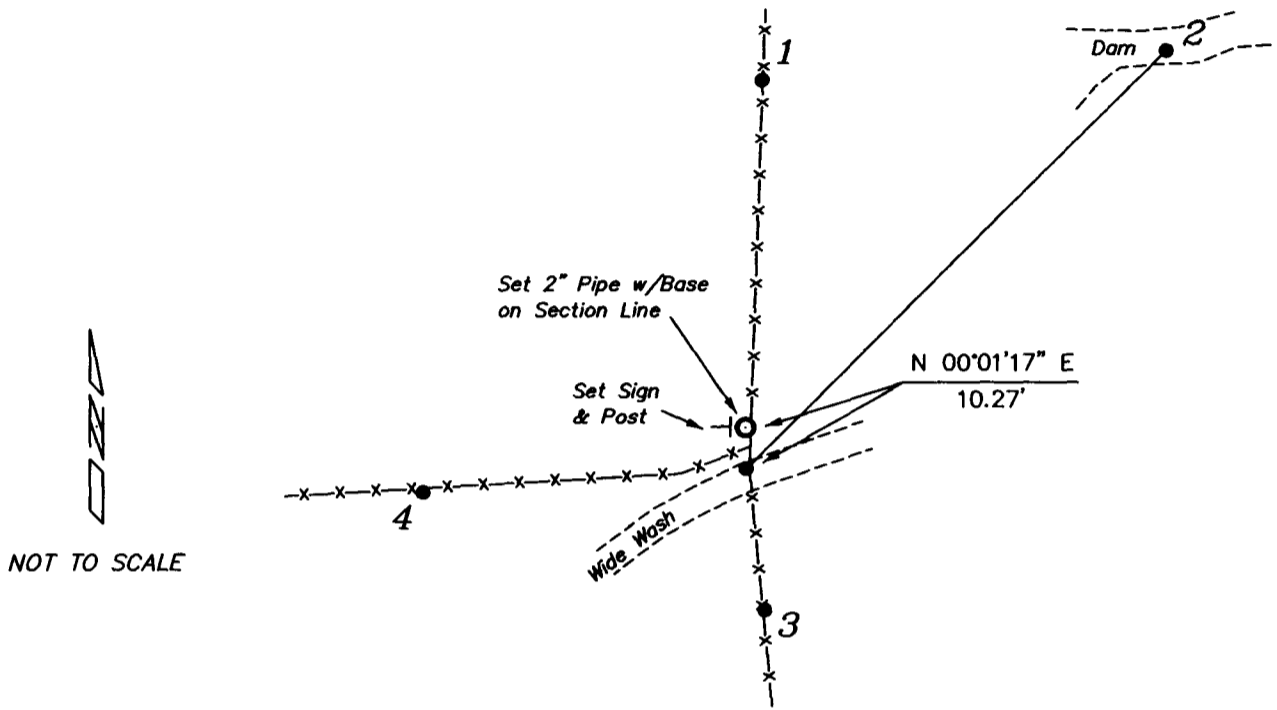 1
2
Dam
Set 2" Pipe w/Base
on Section Line
N 00°01'17" E
10.27'
Set Sign
& Post
4
Wide Wash
N
NOT TO SCALE
3